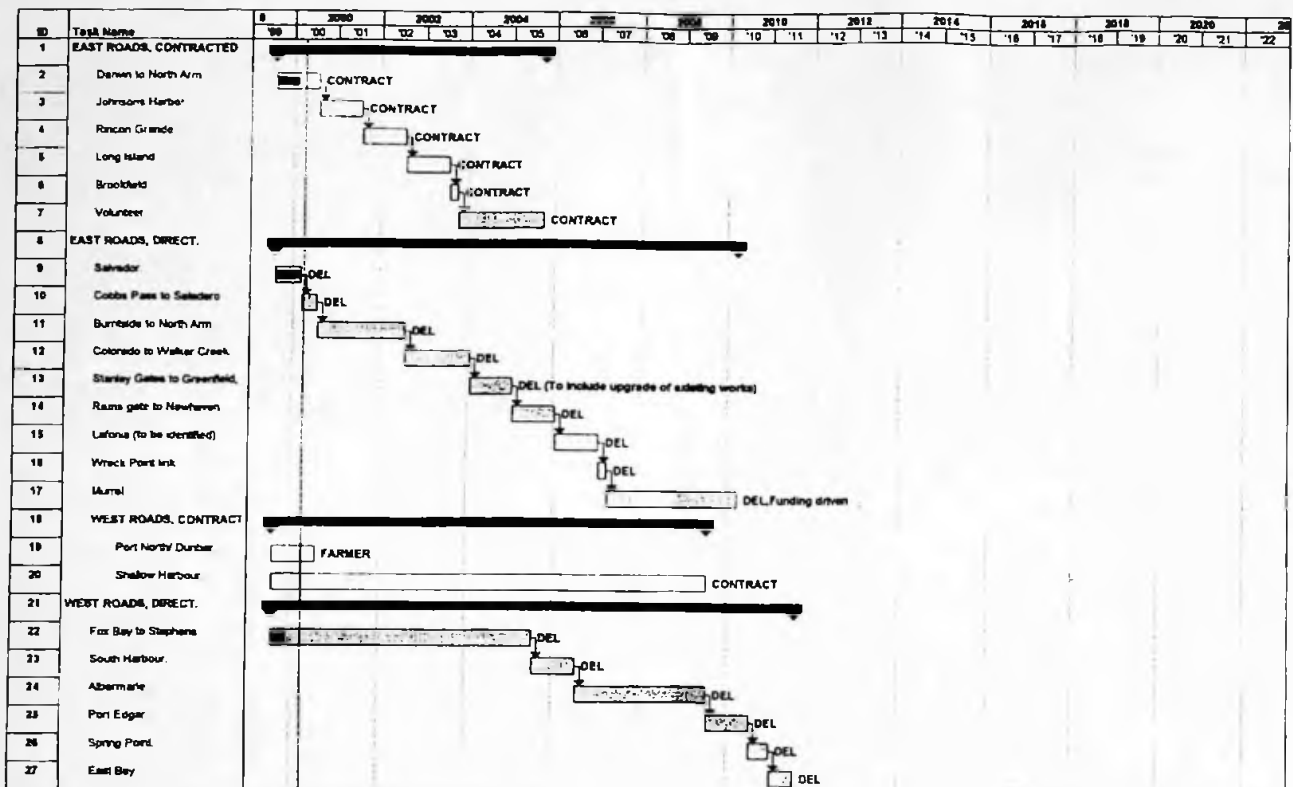 8 2000 2002 2004 2006 2008 2010 2012 2014 2016 2018 2020 20
ID Task Name '99 '00 '01 '02 '03 '04 '05 '06 '07 '08 '09 '10 '11 '12 '13 '14 '15 '16 '17 '18 '19 '20 '21 '22
1 EAST ROADS, CONTRACTED
2 Darwin to North Arm CONTRACT
3 Johnsons Harbor CONTRACT
4 Rincon Grande CONTRACT
5 Long Island CONTRACT
6 Brookfield CONTRACT
7 Volunteer CONTRACT
8 EAST ROADS, DIRECT.
9 Salvador DEL
10 Cobbs Pass to Saladero DEL
11 Burntside to North Arm DEL
12 Colorado to Walker Creek. DEL
13 Stanley Gates to Greenfield, DEL (To include upgrade of existing works)
14 Rams gate to Newhaven DEL
15 Lafonia (to be identified) DEL
16 Wreck Point link DEL
17 Murrel DEL,Funding driven
18 WEST ROADS, CONTRACT
19 Port North/ Dunbar FARMER
20 Shallow Harbour CONTRACT
21 WEST ROADS, DIRECT.
22 Fox Bay to Stephens DEL
23 South Harbour. DEL
24 Albermarle DEL
25 Port Edgar DEL
26 Spring Point. DEL
27 East Bay DEL